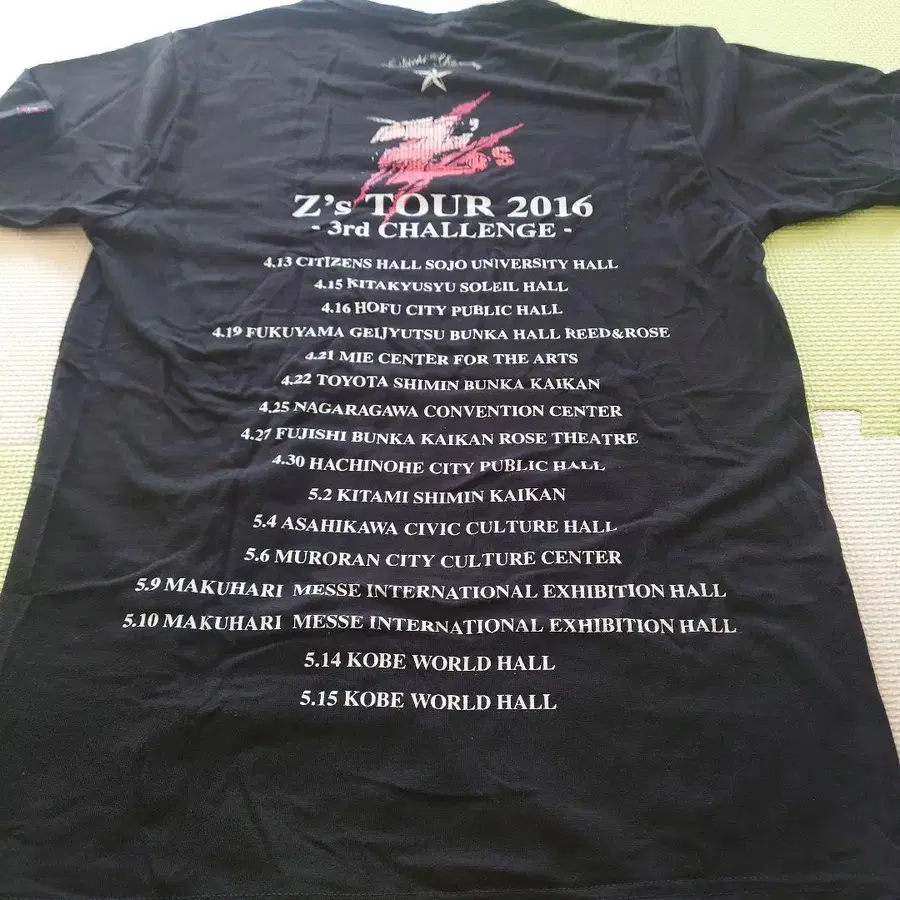 Z's
Z's TOUR 2016
- 3rd CHALLENGE -
4.13 CITIZENS HALL SOJO UNIVERSITY HALL
4.15 KITAKYUSYU SOLEIL HALL
4.16 HOFU CITY PUBLIC HALL
4.19 FUKUYAMA GEIJYUTSU BUNKA HALL REED&ROSE
4.21 MIE CENTER FOR THE ARTS
4.22 TOYOTA SHIMIN BUNKA KAIKAN
4.25 NAGARAGAWA CONVENTION CENTER
4.27 FUJISHI BUNKA KAIKAN ROSE THEATRE
4.30 HACHINOHE CITY PUBLIC HALL
5.2 KITAMI SHIMIN KAIKAN
5.4 ASAHIKAWA CIVIC CULTURE HALL
5.6 MURORAN CITY CULTURE CENTER
5.9 MAKUHARI MESSE INTERNATIONAL EXHIBITION HALL
5.10 MAKUHARI MESSE INTERNATIONAL EXHIBITION HALL
5.14 KOBE WORLD HALL
5.15 KOBE WORLD HALL